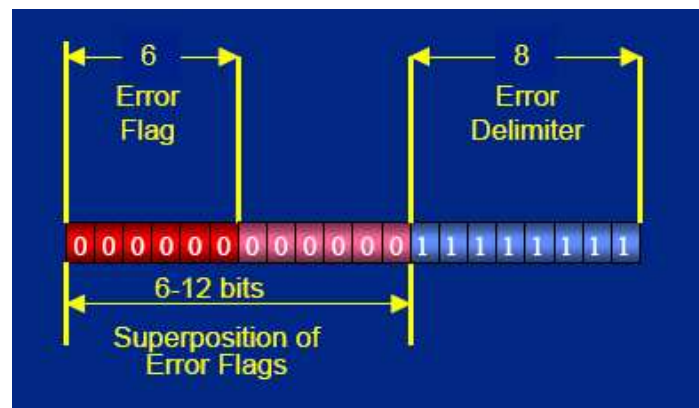 6
8
Error
Flag
Error
Delimiter
0 0 0 0 0 0 0 0 0 0 0 0 1 1 1 1 1 1 1 1
6-12 bits
Superposition of
Error Flags